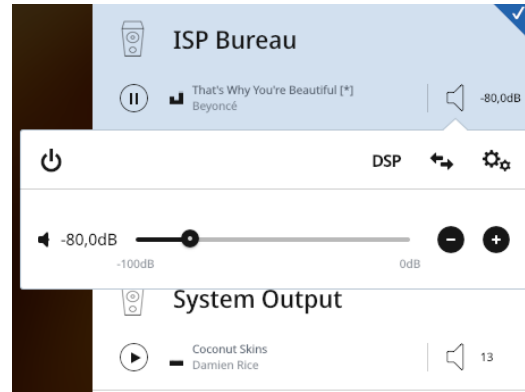 ISP Bureau
That's Why You're Beautiful [*]
Beyoncé
-80,0dB
DSP
-80,0dB
-100dB 0dB
System Output
Coconut Skins
Damien Rice
13